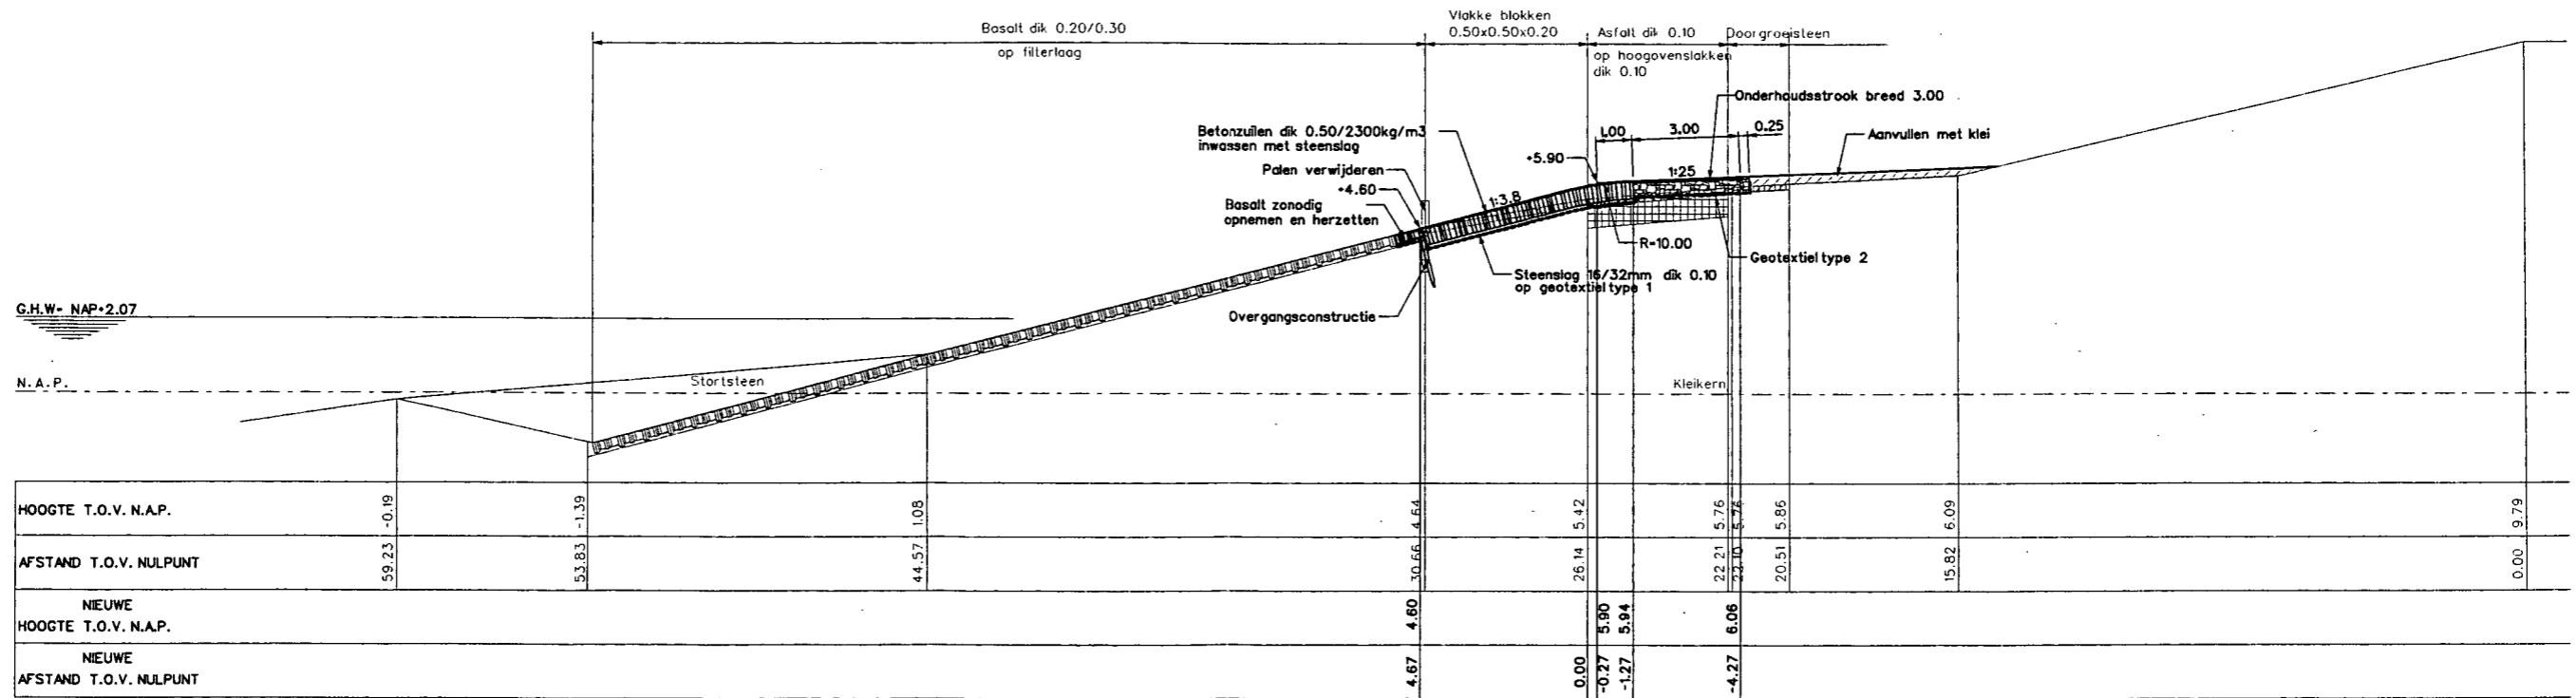 Basalt dik 0.20/0.30
op filterlaag
Vlakke blokken
0.50x0.50x0.20
Asfalt dik 0.10
op hoogovenslakken
dik 0.10
Doorgroeisteen
Onderhoudsstrook breed 3.00
1.00 3.00 0.25
Aanvullen met klei
Betonzuilen dik 0.50/2300kg/m3
inwassen met steenslag
+5.90
Palen verwijderen
+4.60
1:25
1:3.8
Basalt zonodig
opnemen en herzetten
R=10.00
Geotextiel type 2
Steenslag 16/32mm dik 0.10
op geotextiel type 1
Overgangsconstructie
G.H.W= NAP+2.07
N.A.P.
Stortsteen
Kleikern
HOOGTE T.O.V. N.A.P. -0.19 -1.39 1.08 4.64 5.42 5.76 5.76 5.86 6.09 9.79
AFSTAND T.O.V. NULPUNT 59.23 53.83 44.57 30.66 26.14 22.21 22.10 20.51 15.82 0.00
NIEUWE
HOOGTE T.O.V. N.A.P. 4.60 5.90 5.94 6.06
NIEUWE
AFSTAND T.O.V. NULPUNT 4.67 0.00 -0.27 -1.27 -4.27